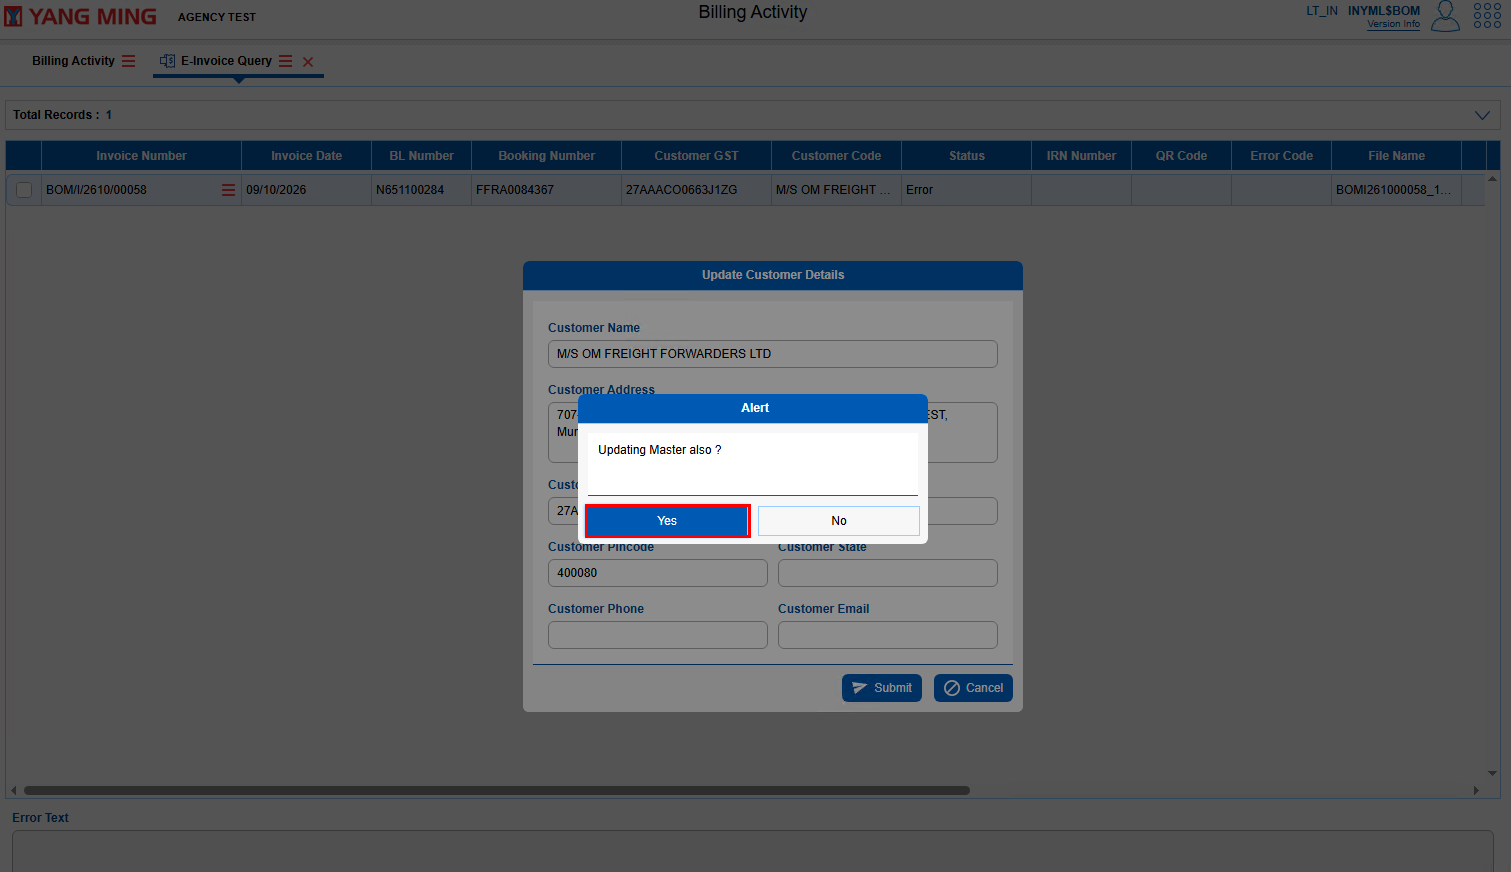 YANG MING
AGENCY TEST
Billing Activity
LT_IN INYML$BOM
Version Info
Billing Activity
E-Invoice Query
Total Records : 1
Invoice Number Invoice Date BL Number Booking Number Customer GST Customer Code Status IRN Number QR Code Error Code File Name
BOM/I/2610/00058 09/10/2026 N651100284 FFRA0084367 27AAACO0663J1ZG M/S OM FREIGHT ... Error BOMI261000058_1...
Update Customer Details
Customer Name
M/S OM FREIGHT FORWARDERS LTD
Customer Address
707
EST,
Alert
Updating Master also ?
Yes
No
27A
Customer Pincode
Customer State
400080
Customer Phone
Customer Email
Submit
Cancel
Error Text